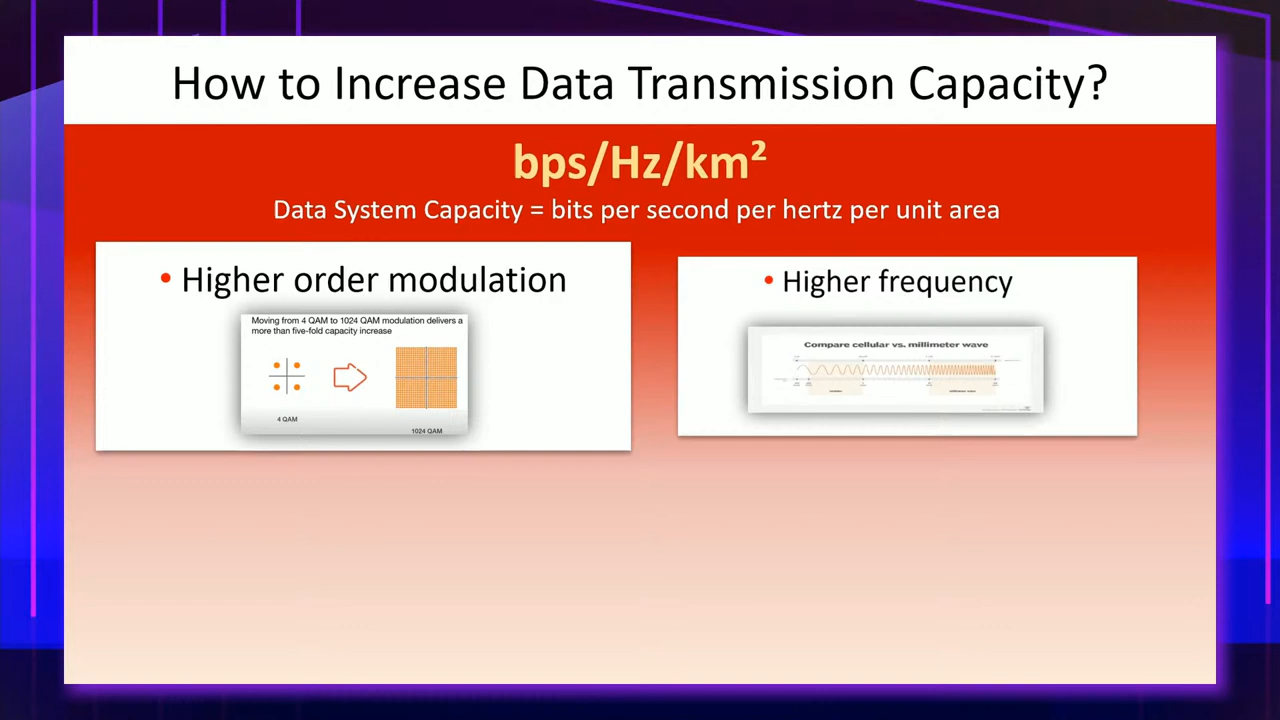 How to Increase Data Transmission Capacity?
bps/Hz/km²
Data System Capacity = bits per second per hertz per unit area
• Higher order modulation
Moving from 4 QAM to 1024 QAM modulation delivers a
more than five-fold capacity increase
4 QAM
1024 QAM
• Higher frequency
Compare cellular vs. millimeter wave